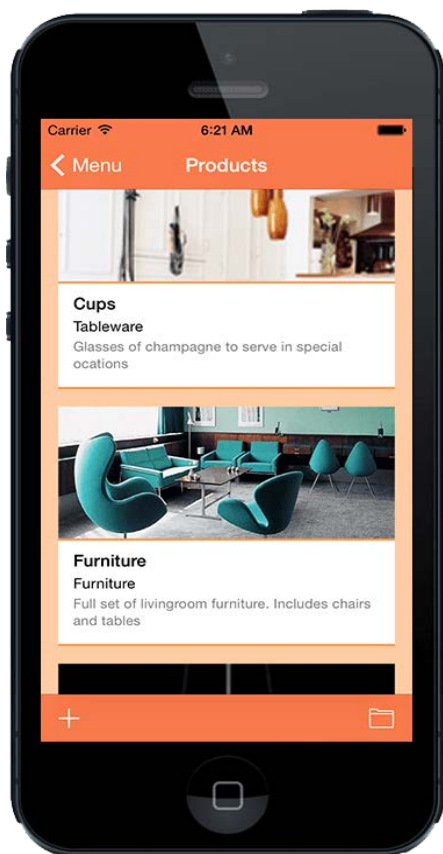 Carrier
6:21 AM
Menu
Products
Cups
Tableware
Glasses of champagne to serve in special
ocations
Furniture
Furniture
Full set of livingroom furniture. Includes chairs
and tables